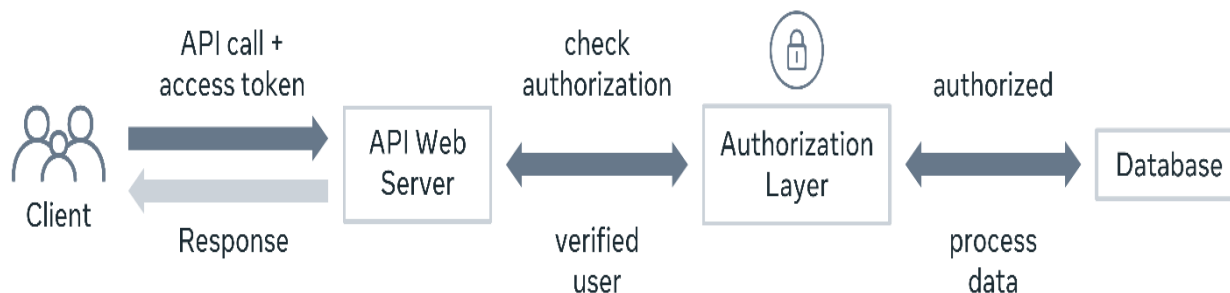 API call +
access token
check
authorization
authorized
API Web
Server
Authorization
Layer
Database
Client
Response
verified
user
process
data